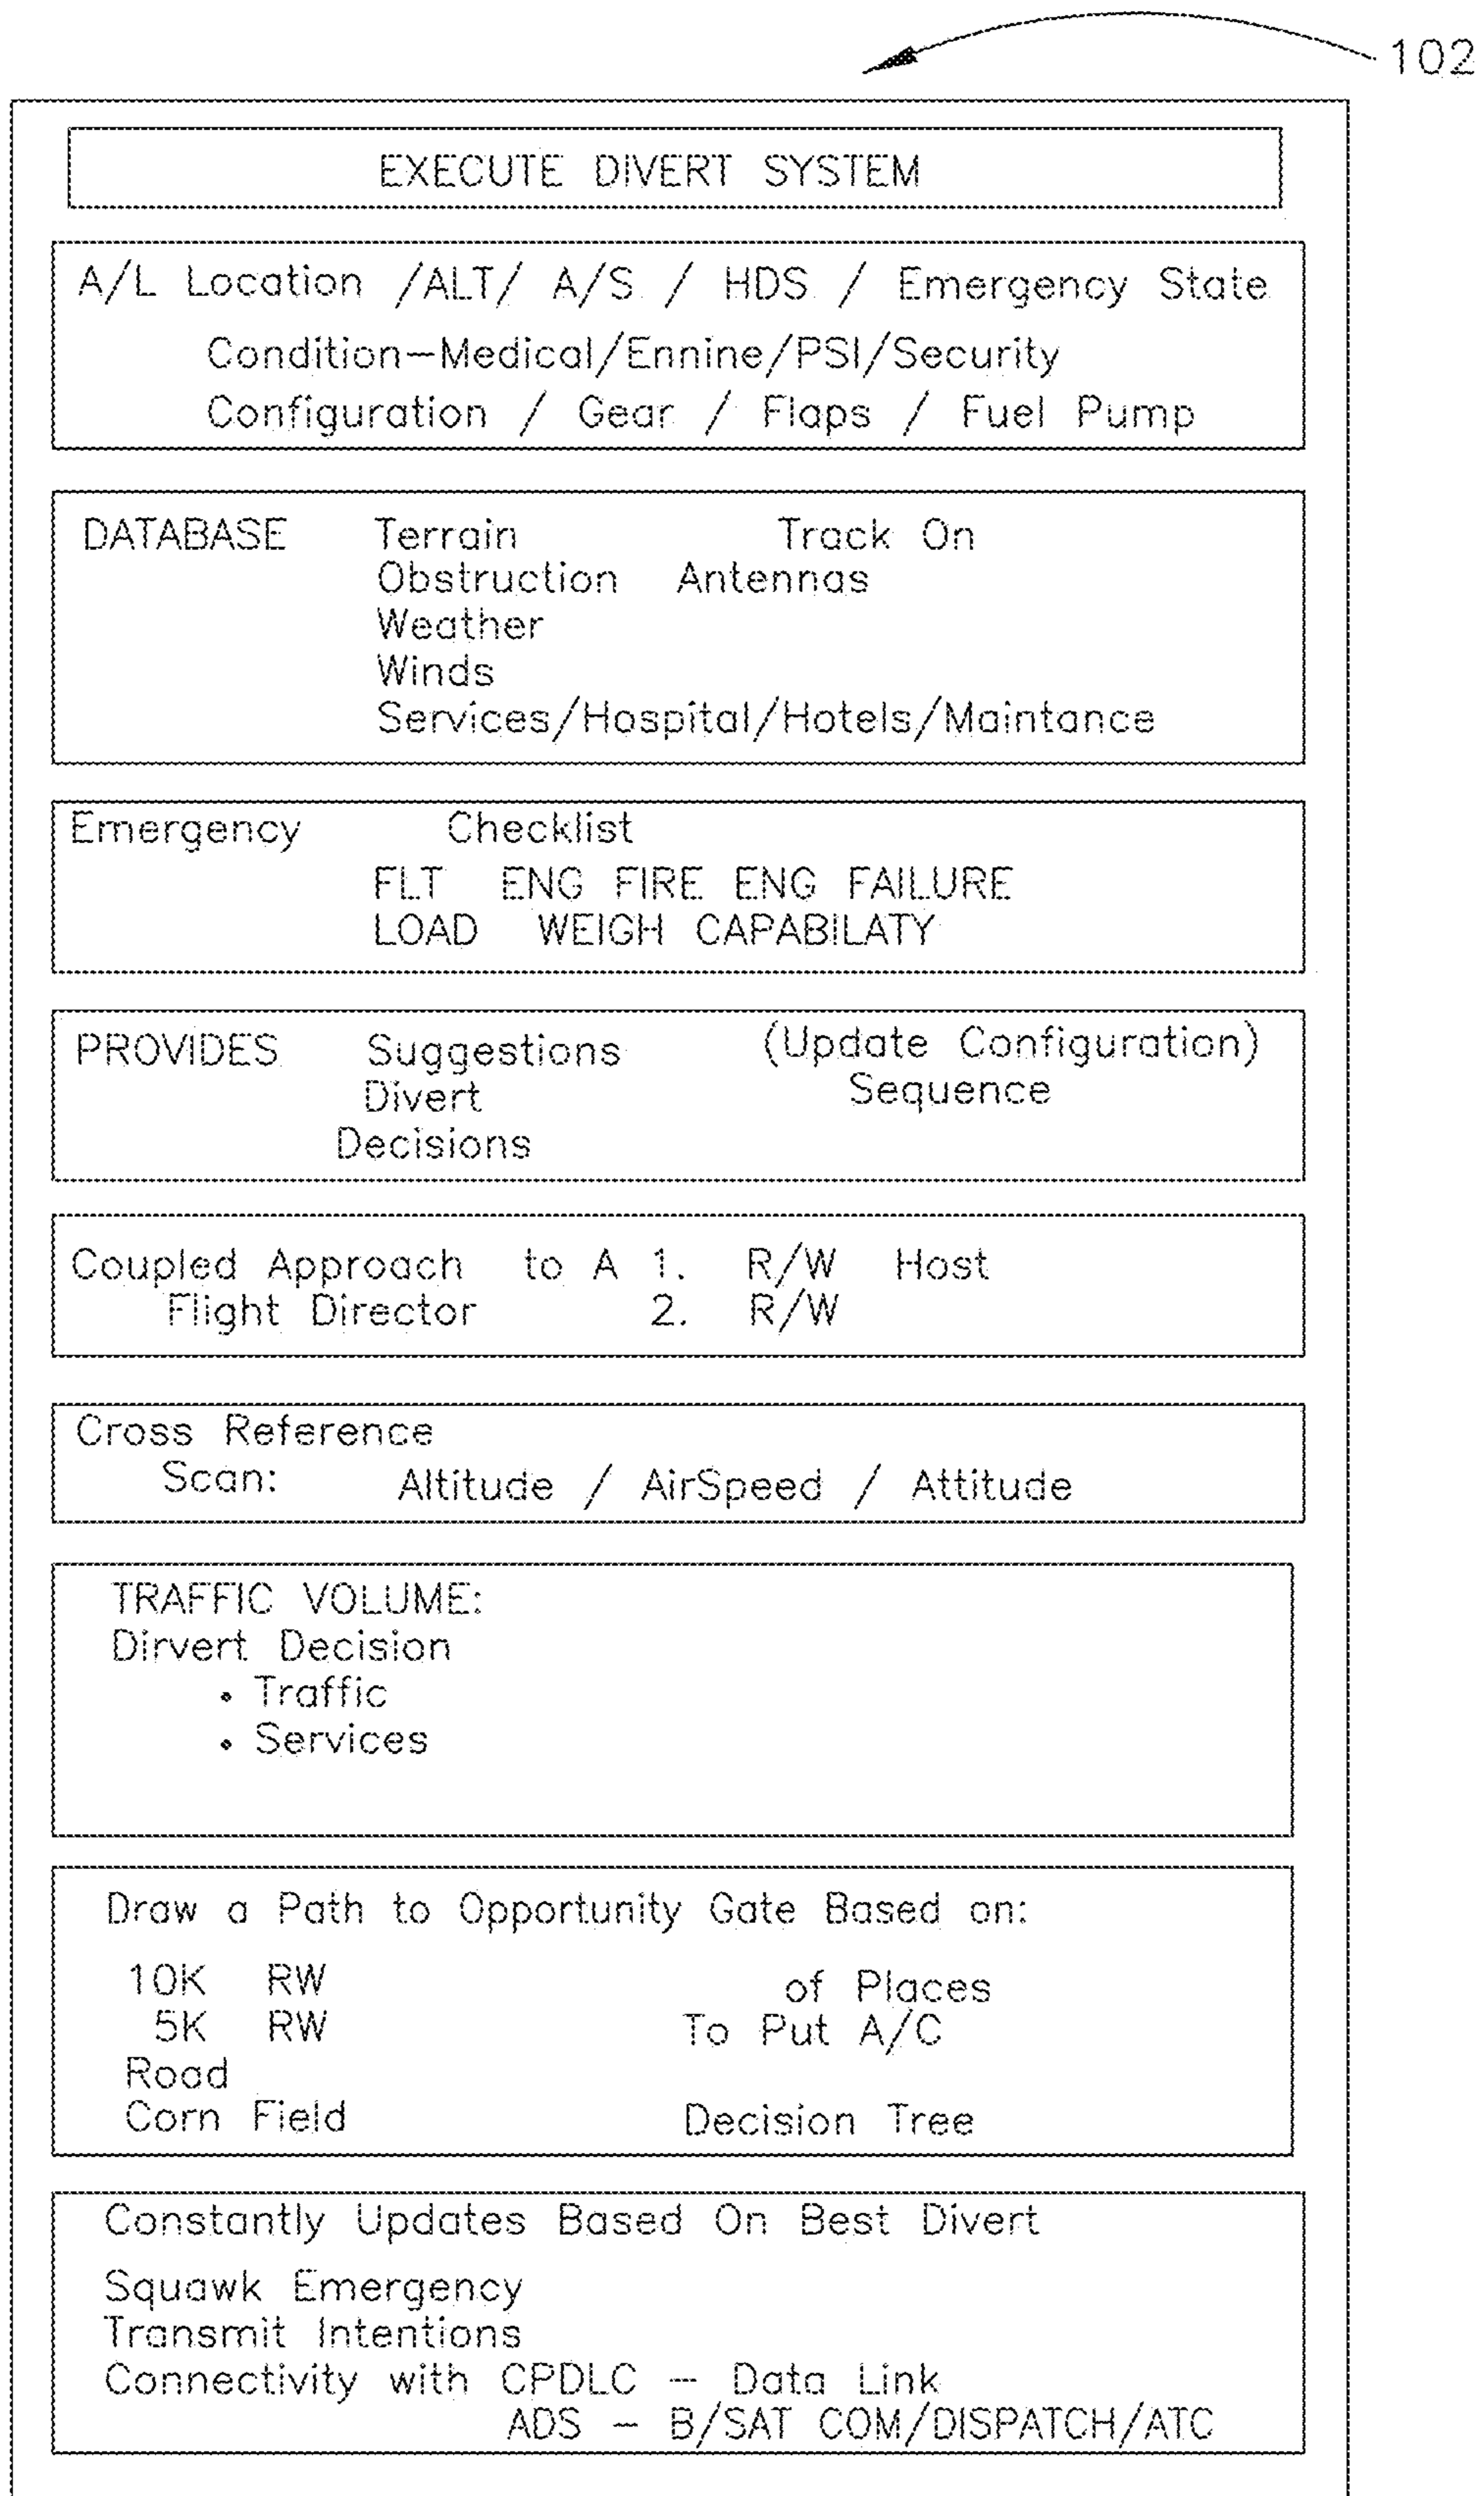 102
EXECUTE DIVERT SYSTEM
A/L Location /ALT/ A/S / HDS / Emergency State
Condition-Medical/Ennine/PSI/Security
Configuration / Gear / Flaps / Fuel Pump
DATABASE Terrain Track On
Obstruction Antennas
Weather
Winds
Services/Hospital/Hotels/Maintance
Emergency Checklist
FLT ENG FIRE ENG FAILURE
LOAD WEIGH CAPABILATY
PROVIDES Suggestions (Update Configuration)
Divert Sequence
Decisions
Coupled Approach to A 1. R/W Host
Flight Director 2. R/W
Cross Reference
Scan: Altitude / AirSpeed / Attitude
TRAFFIC VOLUME:
Dirvert Decision
• Traffic
• Services
Draw a Path to Opportunity Gate Based on:
10K RW of Places
5K RW To Put A/C
Road
Corn Field Decision Tree
Constantly Updates Based On Best Divert
Squawk Emergency
Transmit Intentions
Connectivity with CPDLC - Data Link
ADS - B/SAT COM/DISPATCH/ATC